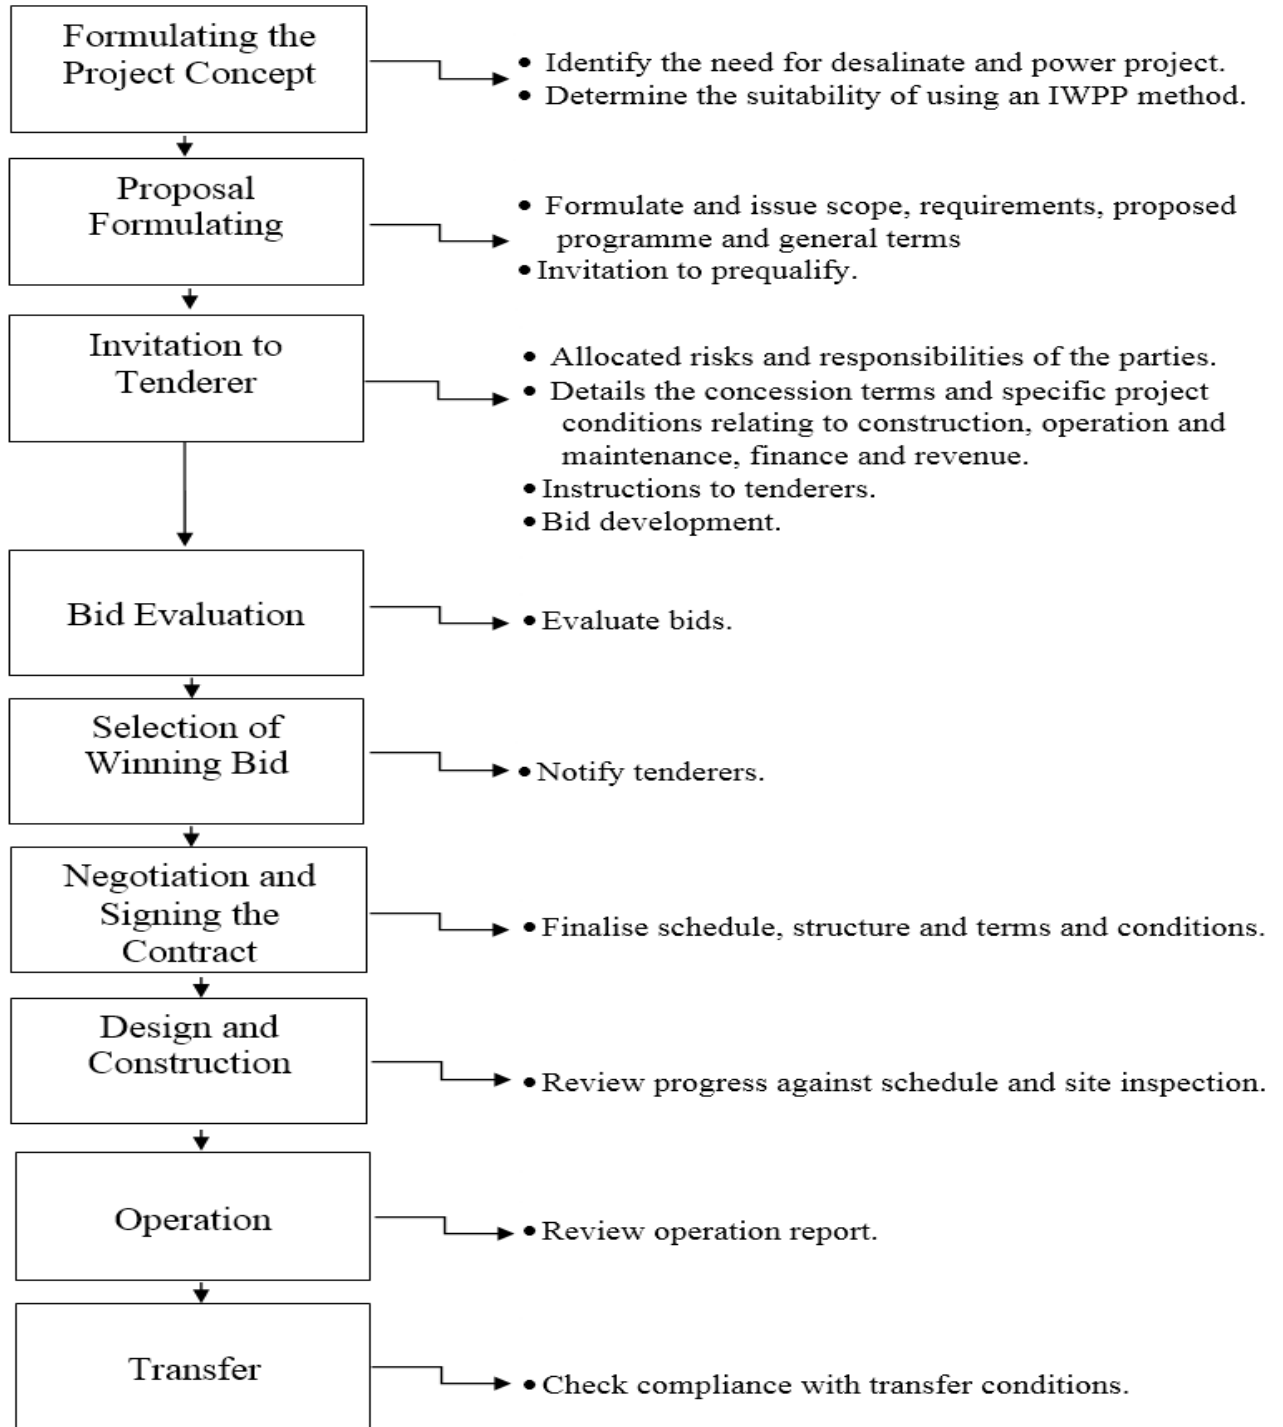 Formulating the
Project Concept
• Identify the need for desalinate and power project.
• Determine the suitability of using an IWPP method.
Proposal
Formulating
• Formulate and issue scope, requirements, proposed
programme and general terms
• Invitation to prequalify.
Invitation to
Tenderer
• Allocated risks and responsibilities of the parties.
• Details the concession terms and specific project
conditions relating to construction, operation and
maintenance, finance and revenue.
• Instructions to tenderers.
• Bid development.
Bid Evaluation
• Evaluate bids.
Selection of
Winning Bid
• Notify tenderers.
Negotiation and
Signing the
Contract
• Finalise schedule, structure and terms and conditions.
Design and
Construction
• Review progress against schedule and site inspection.
Operation
• Review operation report.
Transfer
• Check compliance with transfer conditions.